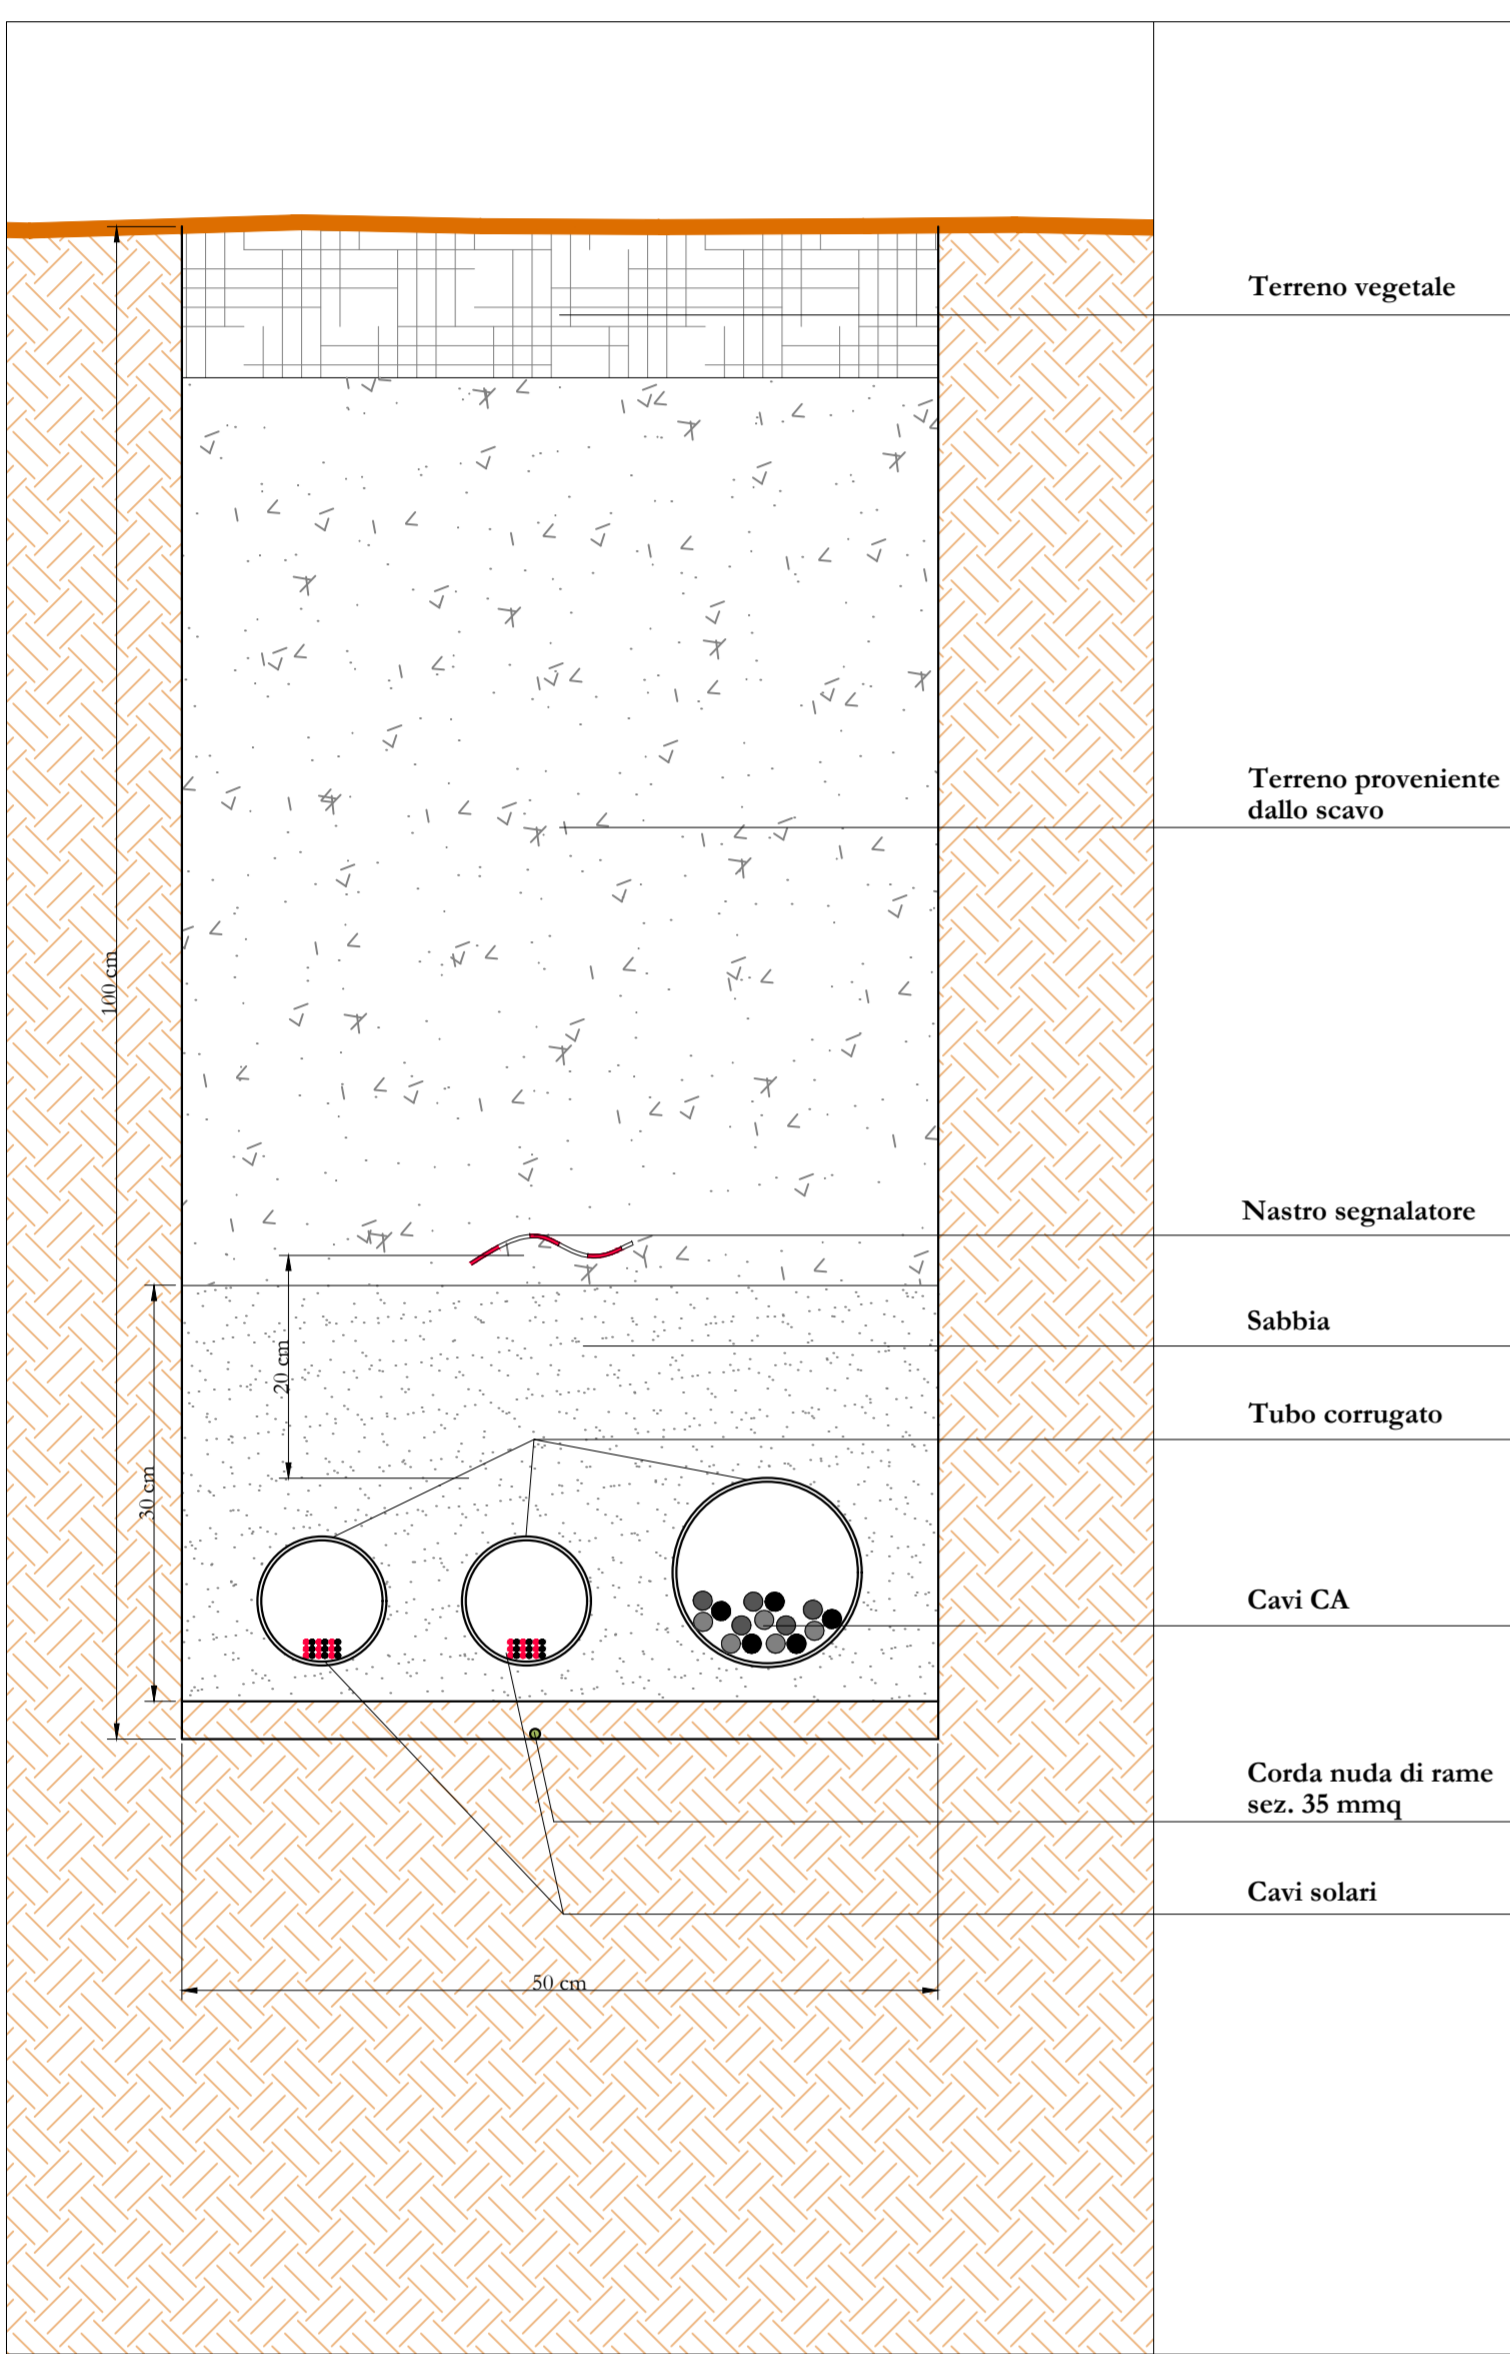 Terreno vegetale
Terreno proveniente
dallo scavo
100 cm
Nastro segnalatore
Sabbia
20 cm
Tubo corrugato
30 cm
Cavi CA
Corda nuda di rame
sez. 35 mmq
Cavi solari
50 cm